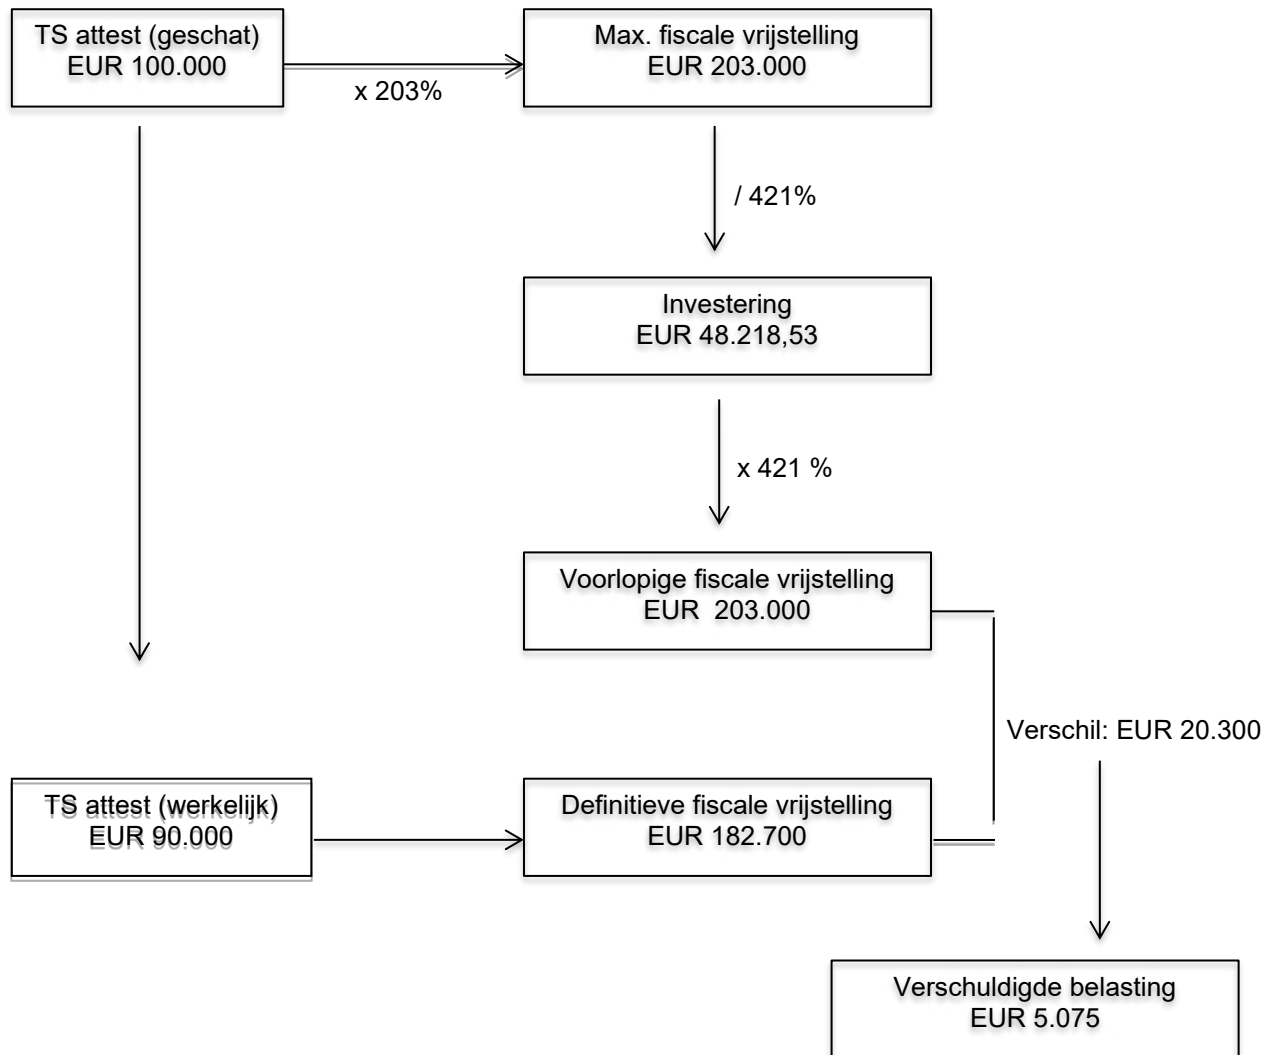 TS attest (geschat)
EUR 100.000
x 203%
Max. fiscale vrijstelling
EUR 203.000
/ 421%
Investering
EUR 48.218,53
x 421 %
Voorlopige fiscale vrijstelling
EUR 203.000
Verschil: EUR 20.300
TS attest (werkelijk)
EUR 90.000
Definitieve fiscale vrijstelling
EUR 182.700
Verschuldigde belasting
EUR 5.075